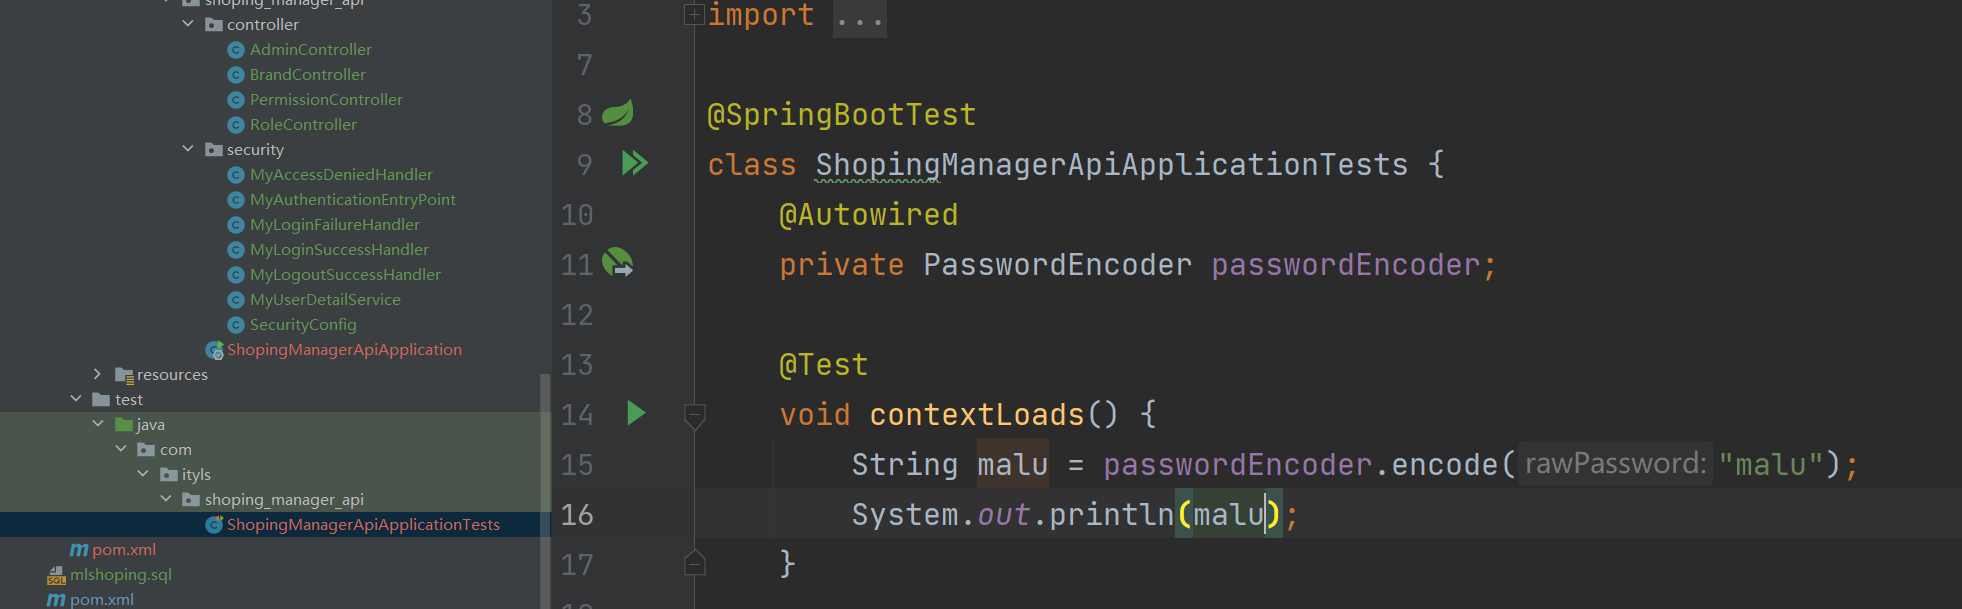 shoping_manager_api
controller
AdminController
BrandController
PermissionController
RoleController
security
MyAccessDeniedHandler
MyAuthenticationEntryPoint
MyLoginFailureHandler
MyLoginSuccessHandler
MyLogoutSuccessHandler
MyUserDetailService
SecurityConfig
ShopingManagerApiApplication
resources
test
java
com
ityls
shoping_manager_api
ShopingManagerApiApplicationTests
pom.xml
mlshoping.sql
pom.xml
3 import ...
7
8 @SpringBootTest
9 class ShopingManagerApiApplicationTests {
10 @Autowired
11 private PasswordEncoder passwordEncoder;
12
13 @Test
14 void contextLoads() {
15 String malu = passwordEncoder.encode( rawPassword: "malu");
16 System.out.println(malu);
17 }